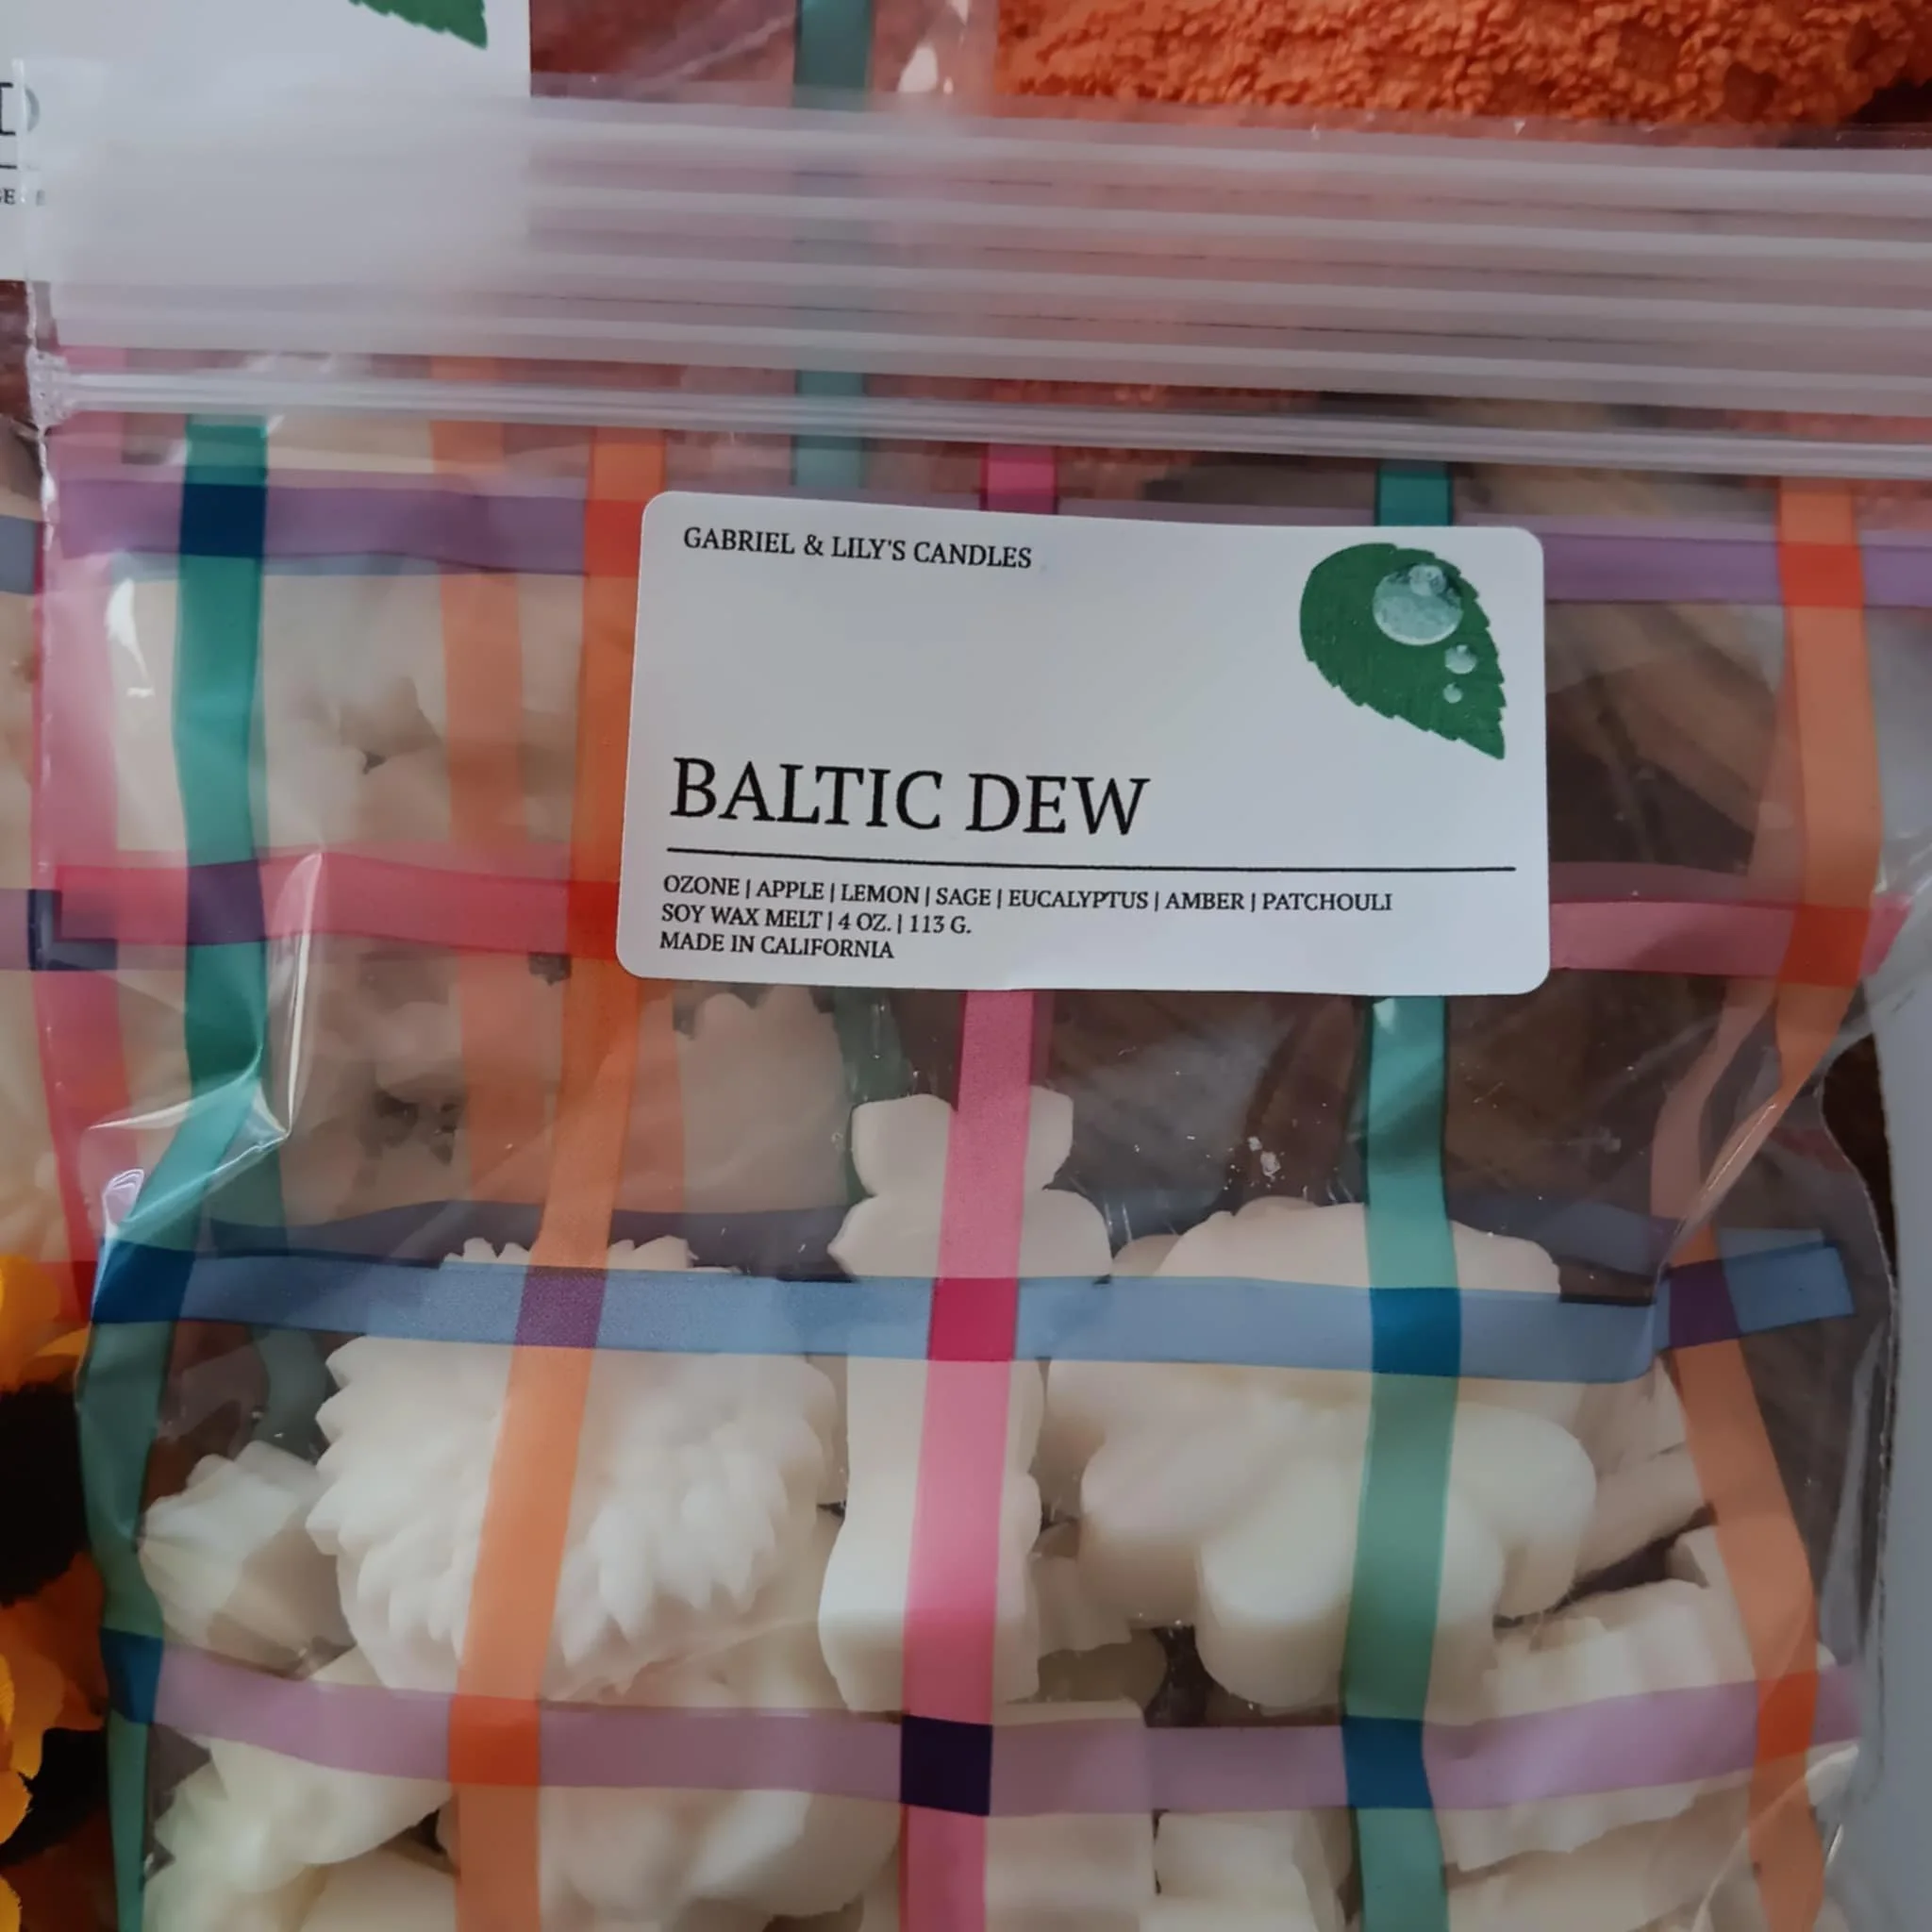 GABRIEL & LILY'S CANDLES
BALTIC DEW
OZONE | APPLE | LEMON | SAGE | EUCALYPTUS | AMBER | PATCHOULI
SOY WAX MELT | 4 OZ. | 113 G.
MADE IN CALIFORNIA